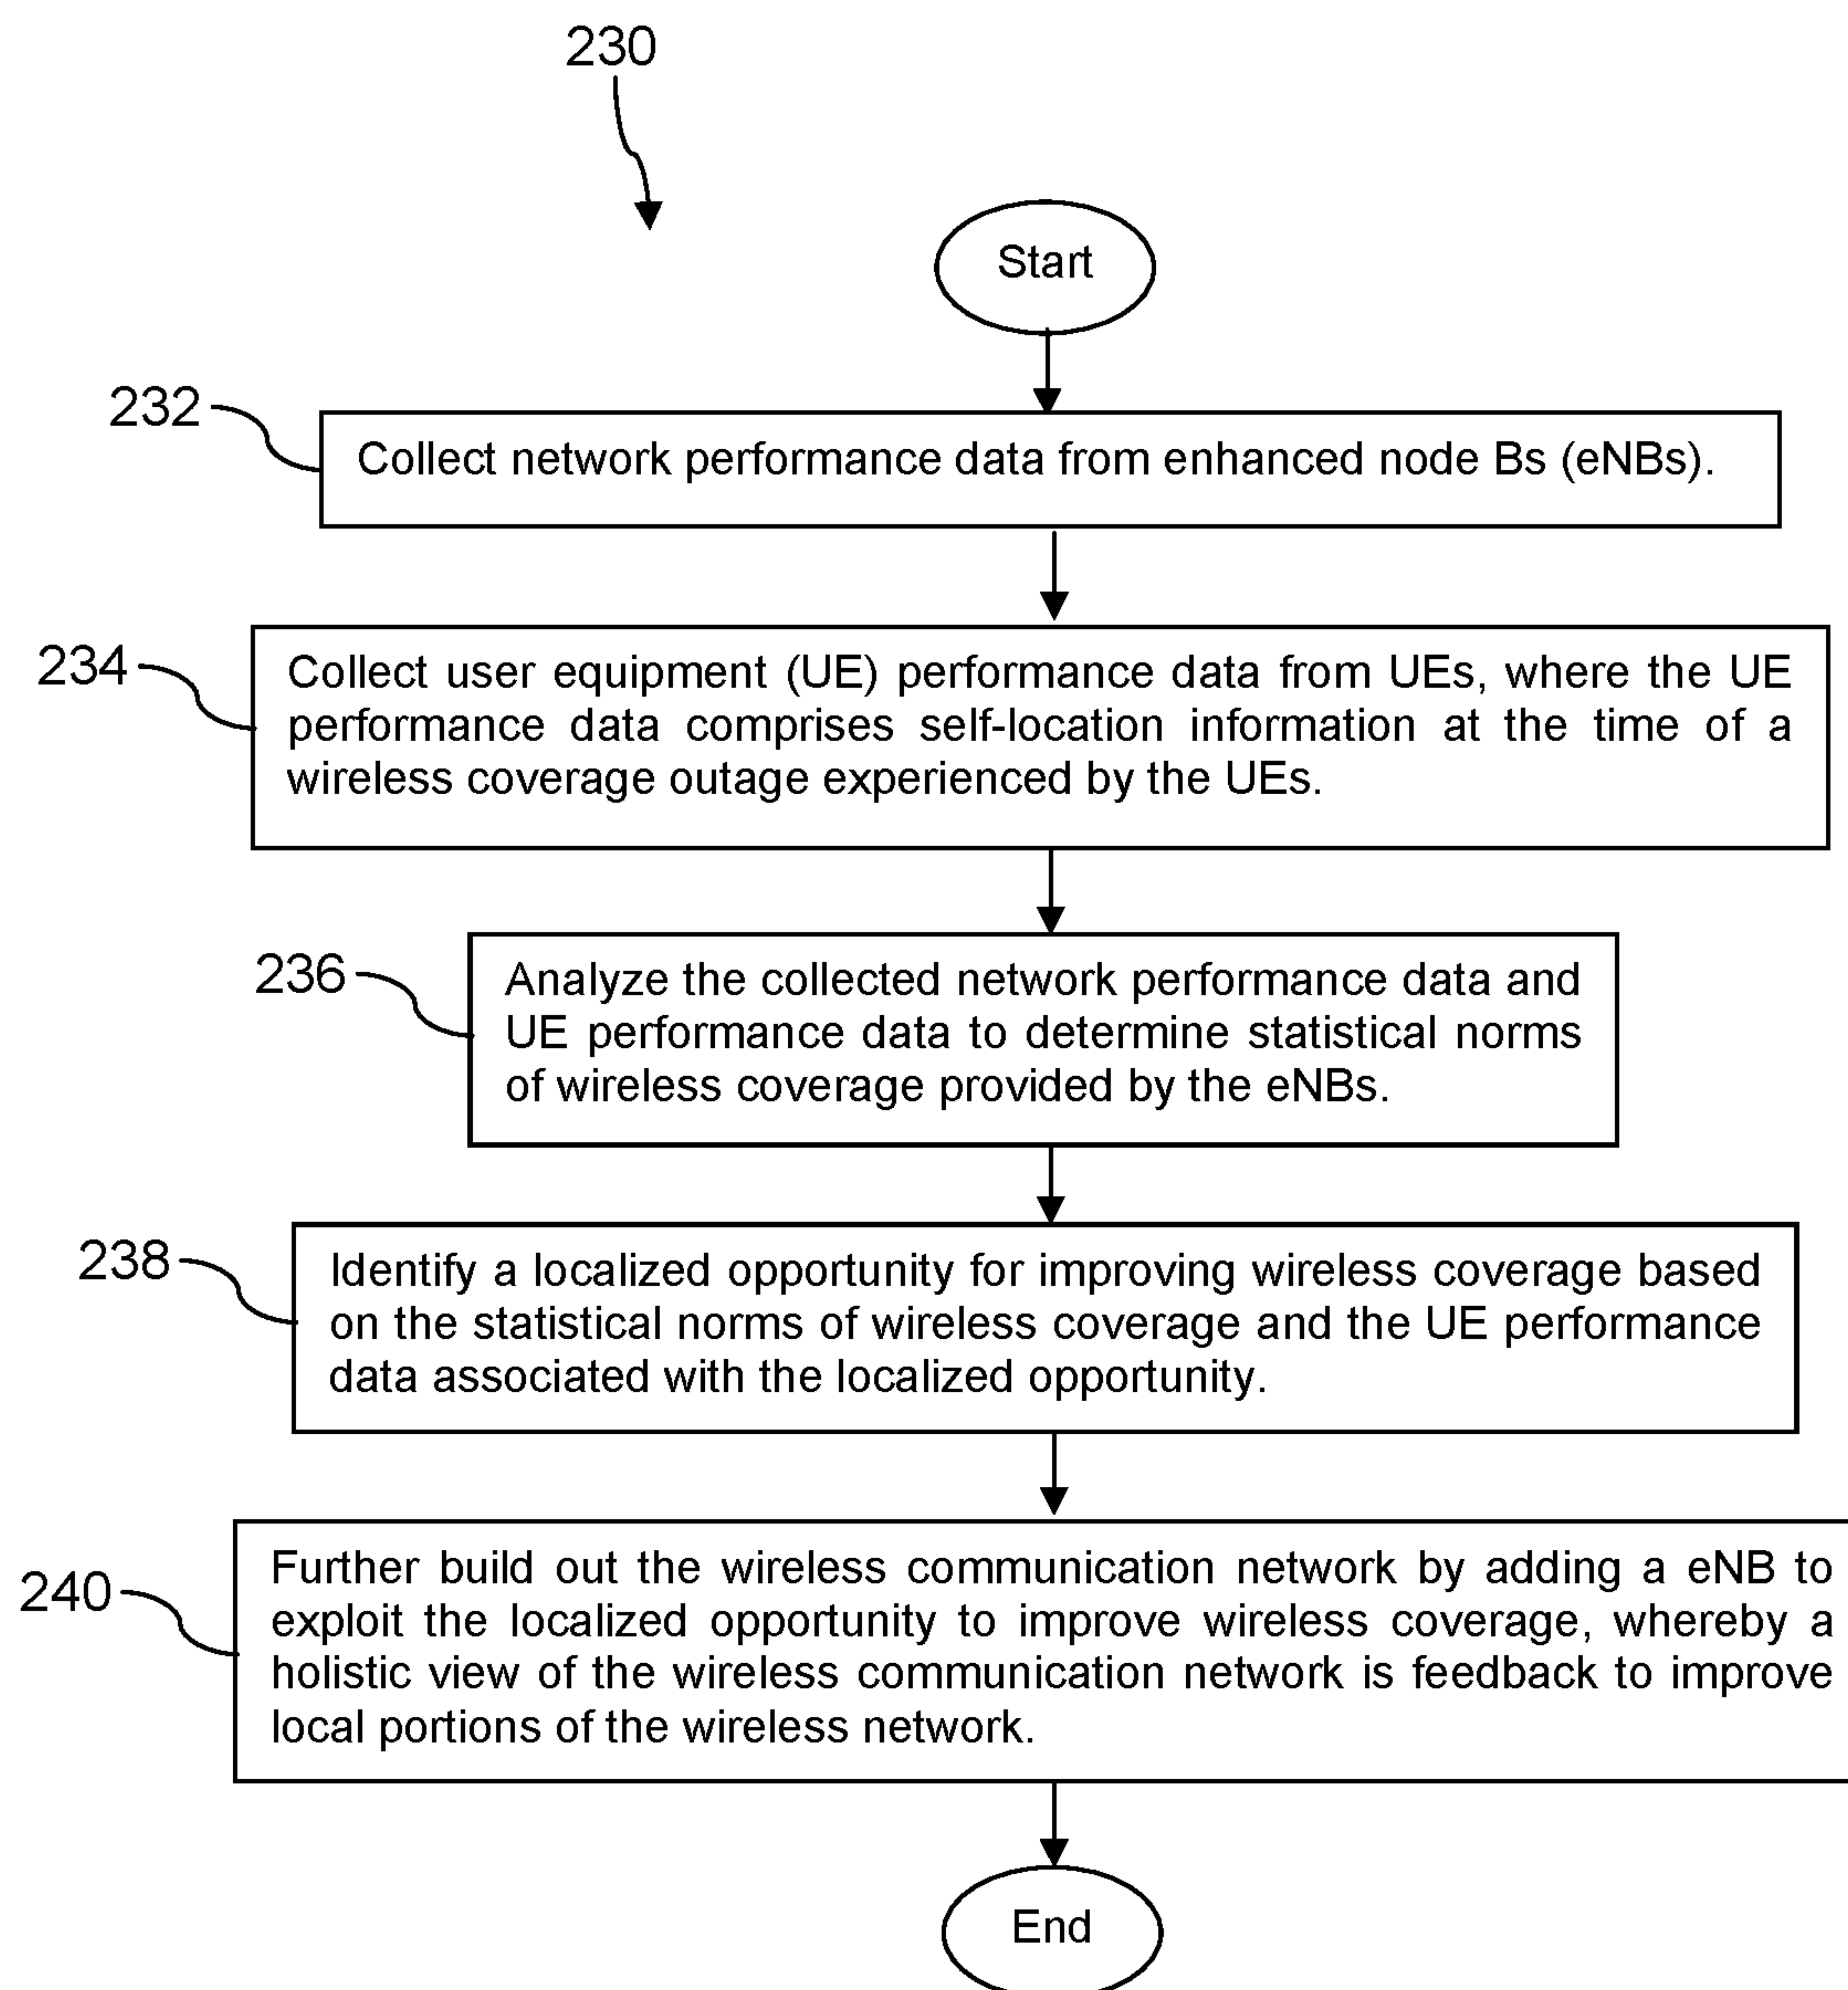 230
Start
232
Collect network performance data from enhanced node Bs (eNBs).
234
Collect user equipment (UE) performance data from UEs, where the UE
performance data comprises self-location information at the time of a
wireless coverage outage experienced by the UEs.
236
Analyze the collected network performance data and
UE performance data to determine statistical norms
of wireless coverage provided by the eNBs.
238
Identify a localized opportunity for improving wireless coverage based
on the statistical norms of wireless coverage and the UE performance
data associated with the localized opportunity.
240
Further build out the wireless communication network by adding a eNB to
exploit the localized opportunity to improve wireless coverage, whereby a
holistic view of the wireless communication network is feedback to improve
local portions of the wireless network.
End